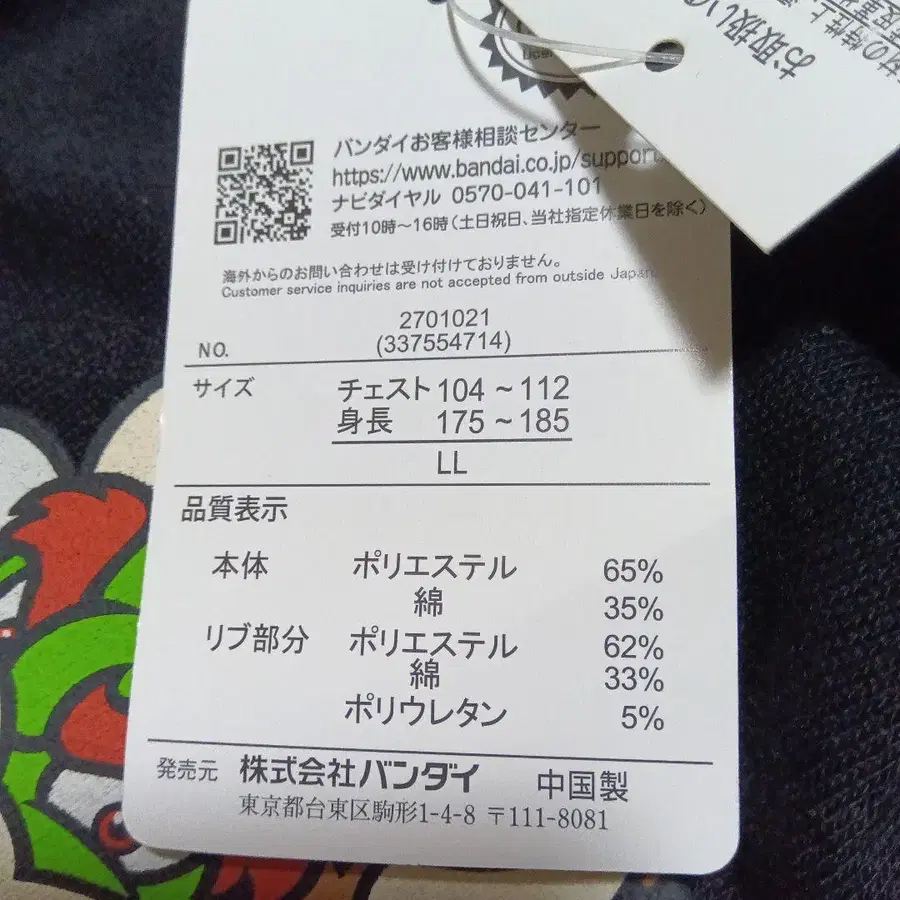 お取扱い
バンダイお客様相談センター
https://www.bandai.co.jp/support
ナビダイヤル 0570-041-101
受付10時～16時(土日祝日、当社指定休業日を除く)
海外からのお問い合わせは受け付けておりません。
Customer service inquiries are not accepted from outside Japan.
2701021
NO. (337554714)
サイズ チェスト 104 ~ 112
身長 175 ~ 185
LL
品質表示
本体 ポリエステル 65%
綿 35%
リブ部分 ポリエステル 62%
綿 33%
ポリウレタン 5%
発売元 株式会社バンダイ 中国製
東京都台東区駒形1-4-8 〒111-8081